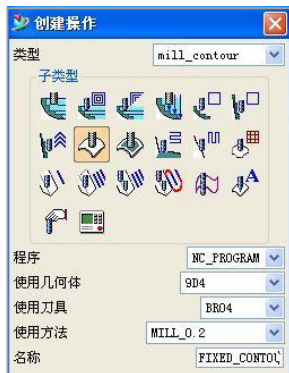 创建操作
类型 mill_contour
子类型
程序 NC_PROGRAM
使用几何体 9D4
使用刀具 BR04
使用方法 MILL_0.2
名称 FIXED_CONTOU